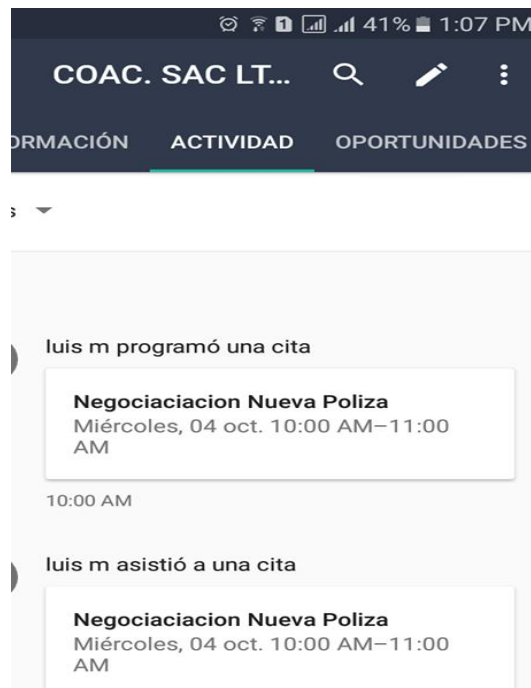 1 41% 1:07 PM
COAC. SAC LT...
ORMACIÓN ACTIVIDAD OPORTUNIDADES
s
luis m programó una cita
Negociaciacion Nueva Poliza
Miércoles, 04 oct. 10:00 AM–11:00
AM
10:00 AM
luis m asistió a una cita
Negociaciacion Nueva Poliza
Miércoles, 04 oct. 10:00 AM–11:00
AM